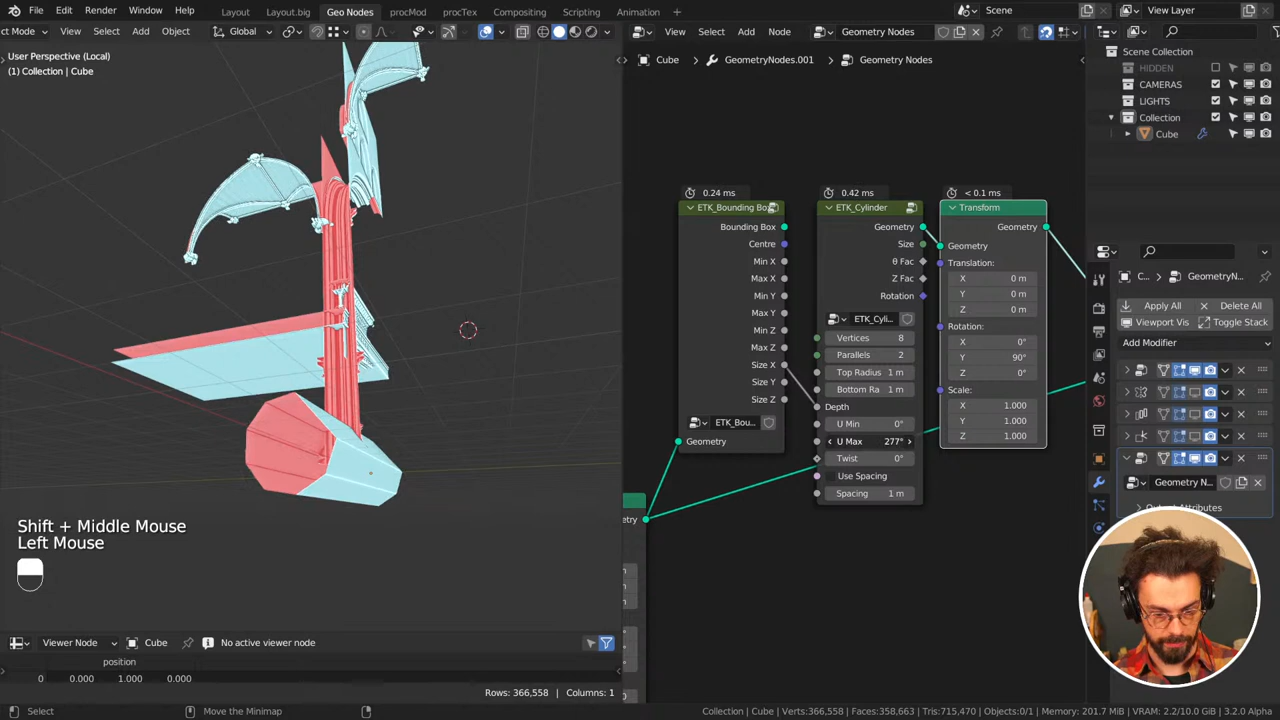 File Edit Render Window Help Layout Layout.big Geo Nodes procMod procTex Compositing Scripting Animation + Scene View Layer
ct Mode View Select Add Object Global View Select Add Node Geometry Nodes
User Perspective (Local)
(1) Collection | Cube
Cube > GeometryNodes.001 > Geometry Nodes
Scene Collection
HIDDEN
CAMERAS
LIGHTS
Collection
Cube
0.24 ms
ETK_Bounding Box
Bounding Box
Centre
Min X
Max X
Min Y
Max Y
Min Z
Max Z
Size X
Size Y
Size Z
ETK_Bou...
Geometry
0.42 ms
ETK_Cylinder
Geometry
Size
θ Fac
Z Fac
Rotation
ETK_Cyli...
Vertices 8
Parallels 2
Top Radius 1 m
Bottom Ra 1 m
Depth
U Min 0°
U Max 277°
Twist 0°
Use Spacing
Spacing 1 m
< 0.1 ms
Transform
Geometry
Geometry
Translation:
X 0 m
Y 0 m
Z 0 m
Rotation:
X 0°
Y 90°
Z 0°
Scale:
X 1.000
Y 1.000
Z 1.000
C... > GeometryN...
Apply All Delete All
Viewport Vis Toggle Stack
Add Modifier
Geometry N...
Shift + Middle Mouse
Left Mouse
Viewer Node Cube No active viewer node
position
0 0.000 1.000 0.000
Rows: 366,558 | Columns: 1
Select Move the Minimap
Collection | Cube | Verts:366,558 | Faces:358,663 | Tris:715,470 | Objects:0/1 | Memory: 201.7 MiB | VRAM: 2.2/10.0 GiB | 3.2.0 Alpha